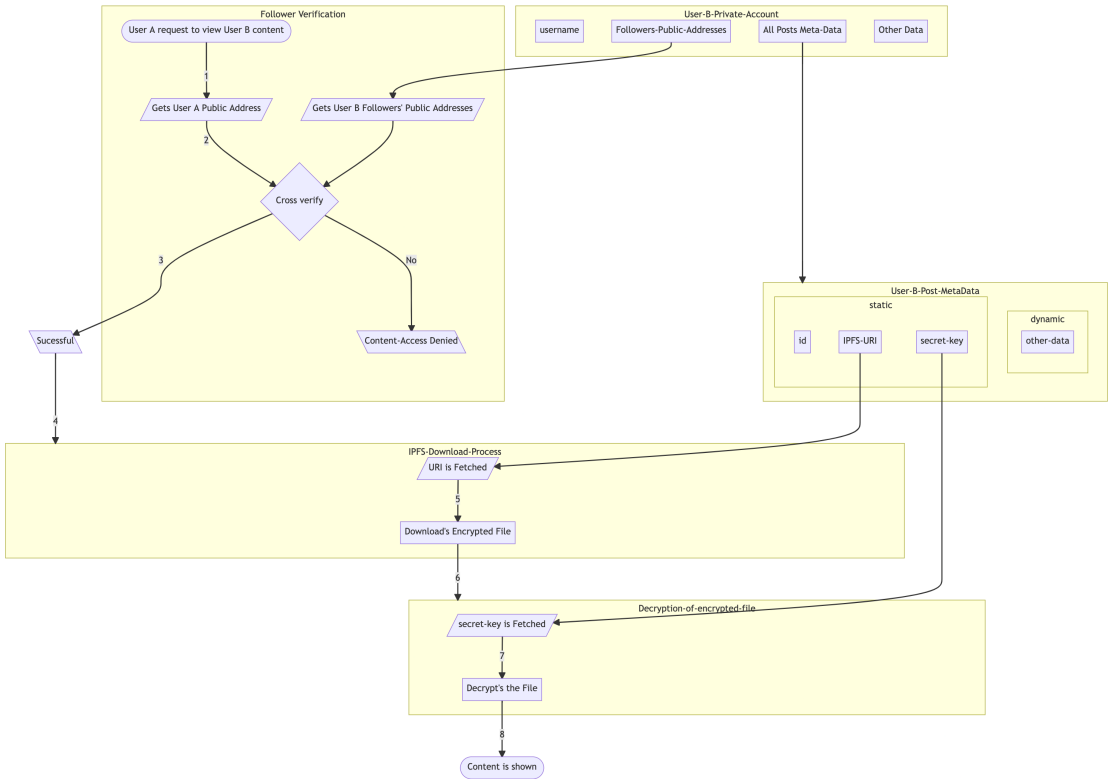 Follower Verification
User A request to view User B content
1
Gets User A Public Address
Gets User B Followers' Public Addresses
2
Cross verify
3
No
Sucessful
Content-Access Denied
User-B-Private-Account
username
Followers-Public-Addresses
All Posts Meta-Data
Other Data
User-B-Post-MetaData
static
id
IPFS-URI
secret-key
dynamic
other-data
4
IPFS-Download-Process
URI is Fetched
5
Download's Encrypted File
6
Decryption-of-encrypted-file
secret-key is Fetched
7
Decrypt's the File
8
Content is shown